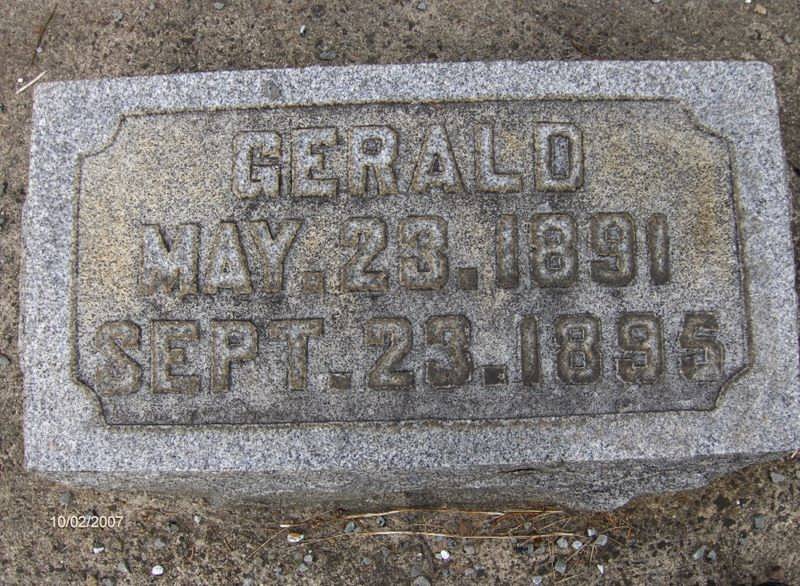 GERALD
MAY. 23. 1891
SEPT. 23. 1895
10/02/2007